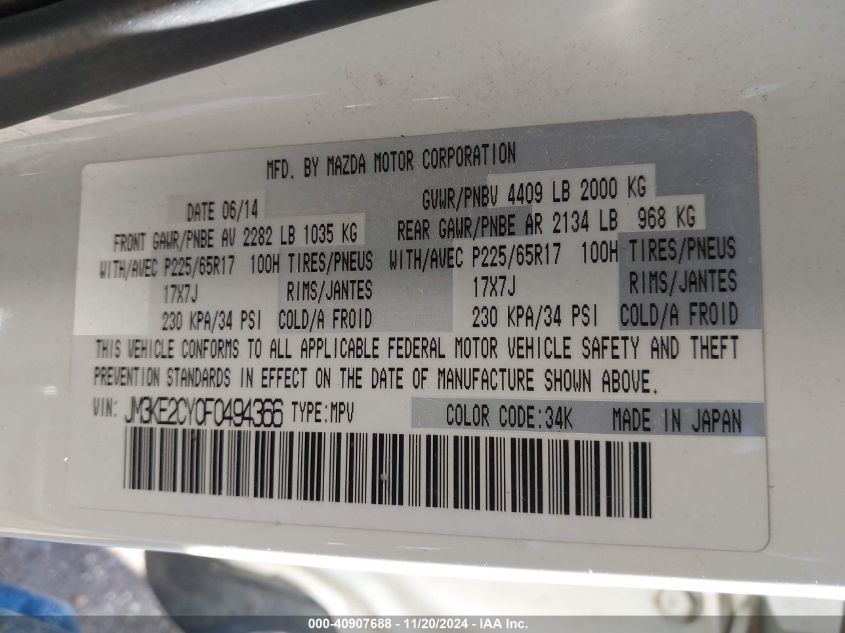 MFD. BY MAZDA MOTOR CORPORATION
DATE 06/14 GVWR/PNBV 4409 LB 2000 KG
FRONT GAWR/PNBE AV 2282 LB 1035 KG REAR GAWR/PNBE AR 2134 LB 968 KG
WITH/AVEC P225/65R17 100H TIRES/PNEUS WITH/AVEC P225/65R17 100H TIRES/PNEUS
17X7J RIMS/JANTES 17X7J RIMS/JANTES
230 KPA/34 PSI COLD/A FROID 230 KPA/34 PSI COLD/A FROID
THIS VEHICLE CONFORMS TO ALL APPLICABLE FEDERAL MOTOR VEHICLE SAFETY AND THEFT
PREVENTION STANDARDS IN EFFECT ON THE DATE OF MANUFACTURE SHOWN ABOVE.
VIN: JM3KE2CY0F0494366 TYPE:MPV COLOR CODE:34K MADE IN JAPAN
000-40907688 - 11/20/2024 - IAA Inc.